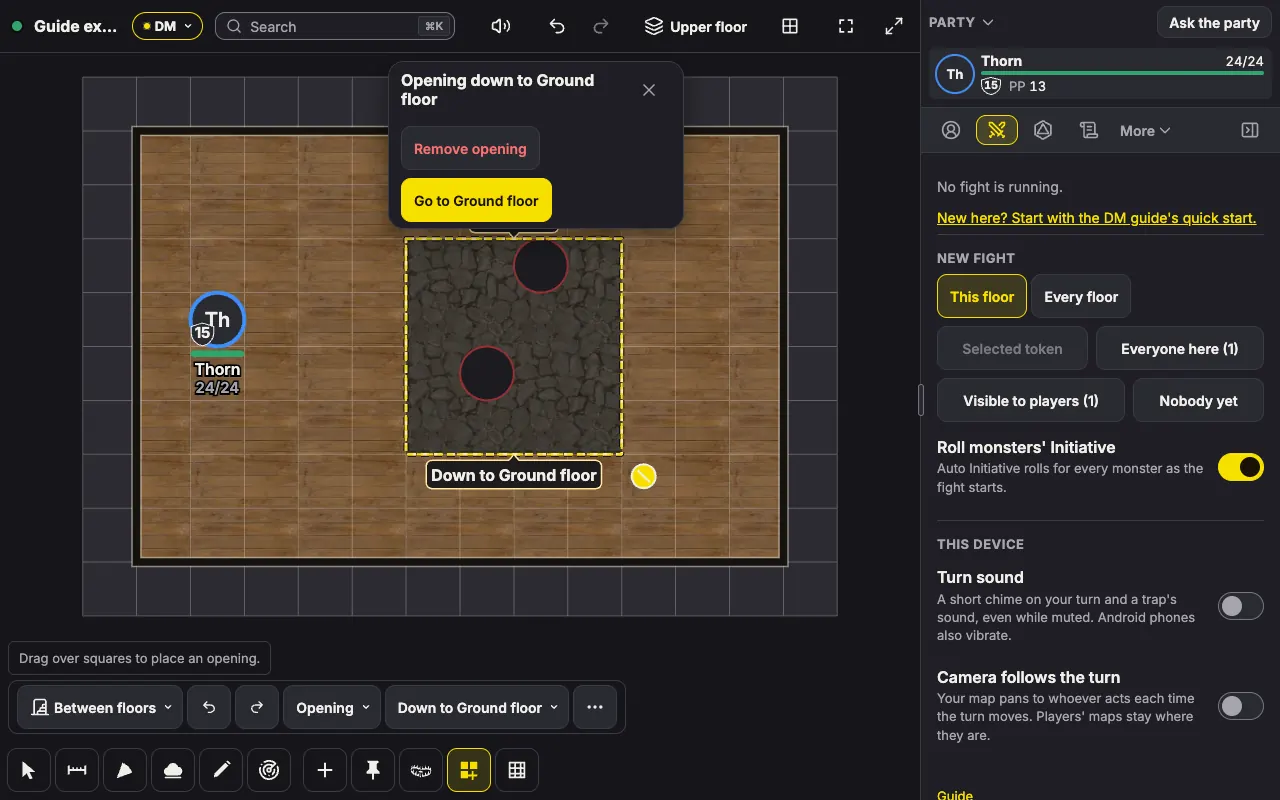 Guide ex...
DM
Search
⌘K
Upper floor
PARTY
Ask the party
Th
Thorn
24/24
15
PP 13
More
Opening down to Ground
floor
Remove opening
Go to Ground floor
Th
15
Thorn
24/24
Down to Ground floor
No fight is running.
New here? Start with the DM guide's quick start.
NEW FIGHT
This floor
Every floor
Selected token
Everyone here (1)
Visible to players (1)
Nobody yet
Roll monsters' Initiative
Auto Initiative rolls for every monster as the
fight starts.
THIS DEVICE
Turn sound
A short chime on your turn and a trap's
sound, even while muted. Android phones
also vibrate.
Camera follows the turn
Your map pans to whoever acts each time
the turn moves. Players' maps stay where
they are.
Guide
Drag over squares to place an opening.
Between floors
Opening
Down to Ground floor